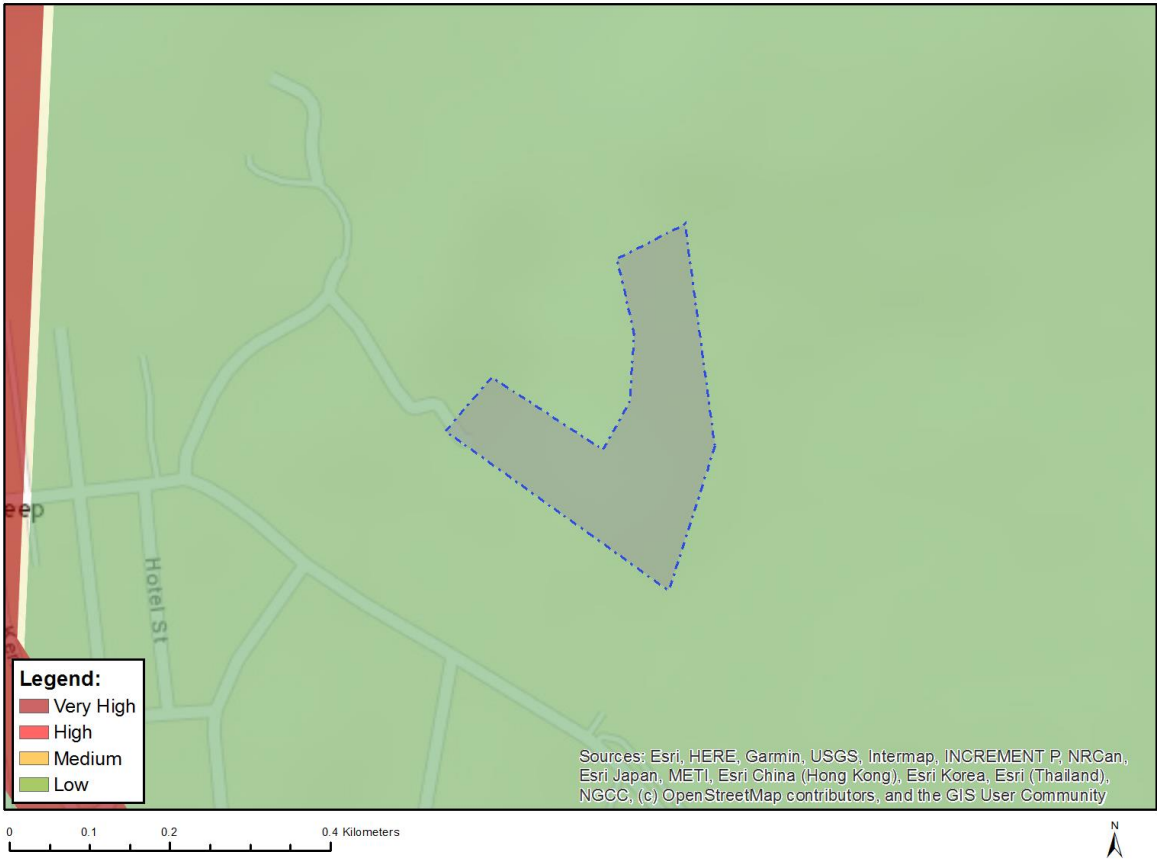 eep
Hotel St
Legend:
Very High
High
Medium
Low
Sources: Esri, HERE, Garmin, USGS, Intermap, INCREMENT P, NRCan,
Esri Japan, METI, Esri China (Hong Kong), Esri Korea, Esri (Thailand),
NGCC, (c) OpenStreetMap contributors, and the GIS User Community
0 0.1 0.2 0.4 Kilometers
N